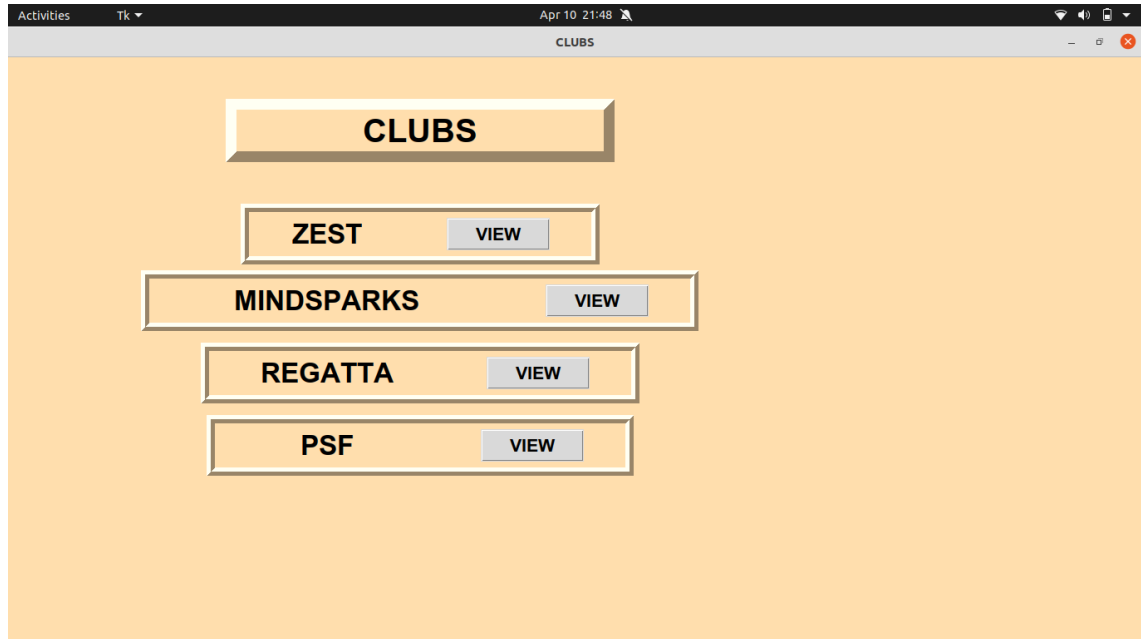 Activities Tk Apr 10 21:48
CLUBS
CLUBS
ZEST VIEW
MINDSPARKS VIEW
REGATTA VIEW
PSF VIEW